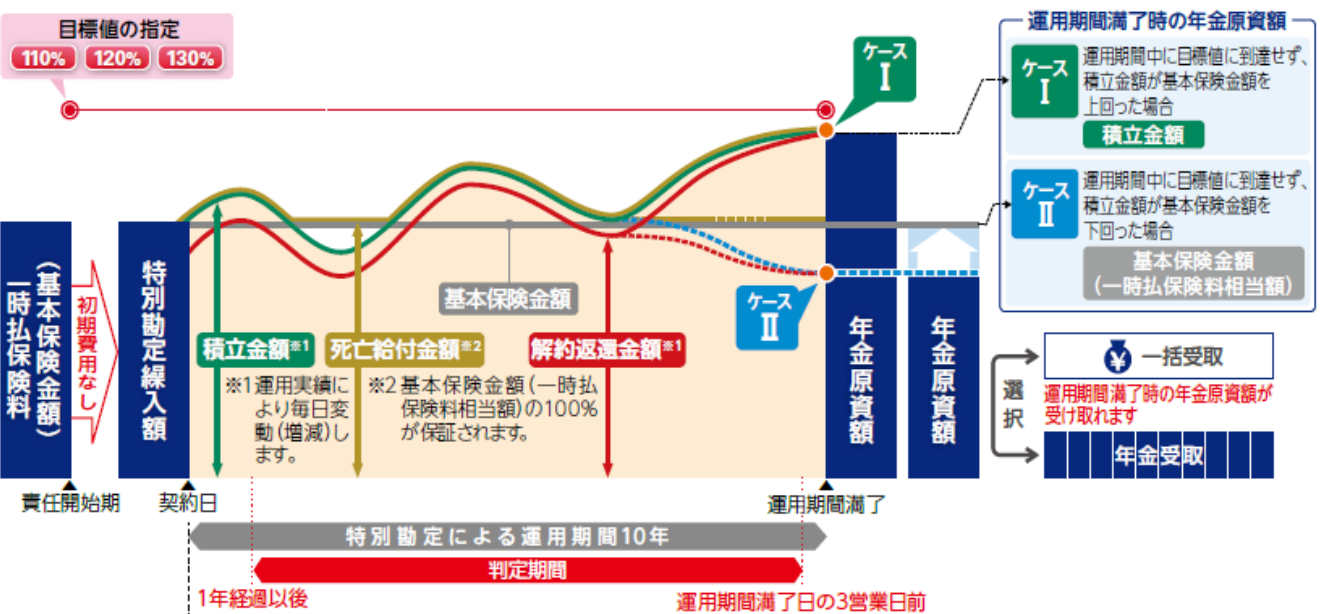 目標値の指定
110% 120% 130%
ケース
Ⅰ
運用期間満了時の年金原資額
ケース
Ⅰ
運用期間中に目標値に到達せず、
積立金額が基本保険金額を
上回った場合
積立金額
ケース
Ⅱ
運用期間中に目標値に到達せず、
積立金額が基本保険金額を
下回った場合
基本保険金額
(一時払保険料相当額)
一時払保険料
(基本保険金額)
初期費用なし
特別勘定繰入額
基本保険金額
ケース
Ⅱ
積立金額※1
※1運用実績に
より毎日変
動(増減)し
ます。
死亡給付金額※2
※2基本保険金額(一時払
保険料相当額)の100%
が保証されます。
解約返還金額※1
年金原資額
年金原資額
選択
¥ 一括受取
運用期間満了時の年金原資額が
受け取れます
年金受取
責任開始期
契約日
運用期間満了
特別勘定による運用期間10年
判定期間
1年経過以後
運用期間満了日の3営業日前